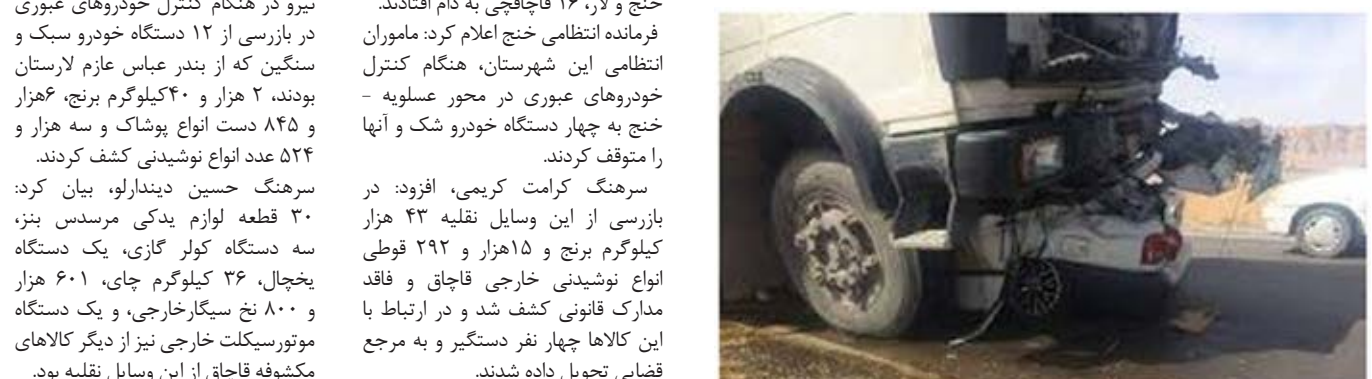 خنج و لار، ۱۶ قاچاقچی به دام افتادند.
فرمانده انتظامی خنج اعلام کرد: ماموران
انتظامی این شهرستان، هنگام کنترل
خودروهای عبوری در محور عسلویه -
خنج به چهار دستگاه خودرو شک و آنها
را متوقف کردند.
سرهنگ کرامت کریمی، افزود: در
بازرسی از این وسایل نقلیه ۴۳ هزار
کیلوگرم برنج و ۱۵هزار و ۲۹۲ قوطی
انواع نوشیدنی خارجی قاچاق و فاقد
مدارک قانونی کشف شد و در ارتباط با
این کالاها چهار نفر دستگیر و به مرجع
قضایی تحویل داده شدند.
نیرو در هنگام کنترل خودروهای عبوری
در بازرسی از ۱۲ دستگاه خودرو سبک و
سنگین که از بندر عباس عازم لارستان
بودند، ۲ هزار و ۴۰کیلوگرم برنج، ۶هزار
و ۸۴۵ دست انواع پوشاک و سه هزار و
۵۲۴ عدد انواع نوشیدنی کشف کردند.
سرهنگ حسین دیندارلو، بیان کرد:
۳۰ قطعه لوازم یدکی مرسدس بنز،
سه دستگاه کولر گازی، یک دستگاه
یخچال، ۳۶ کیلوگرم چای، ۶۰۱ هزار
و ۸۰۰ نخ سیگارخارجی، و یک دستگاه
موتورسیکلت خارجی نیز از دیگر کالاهای
مکشوفه قاچاق از این وسایل نقلیه بود.